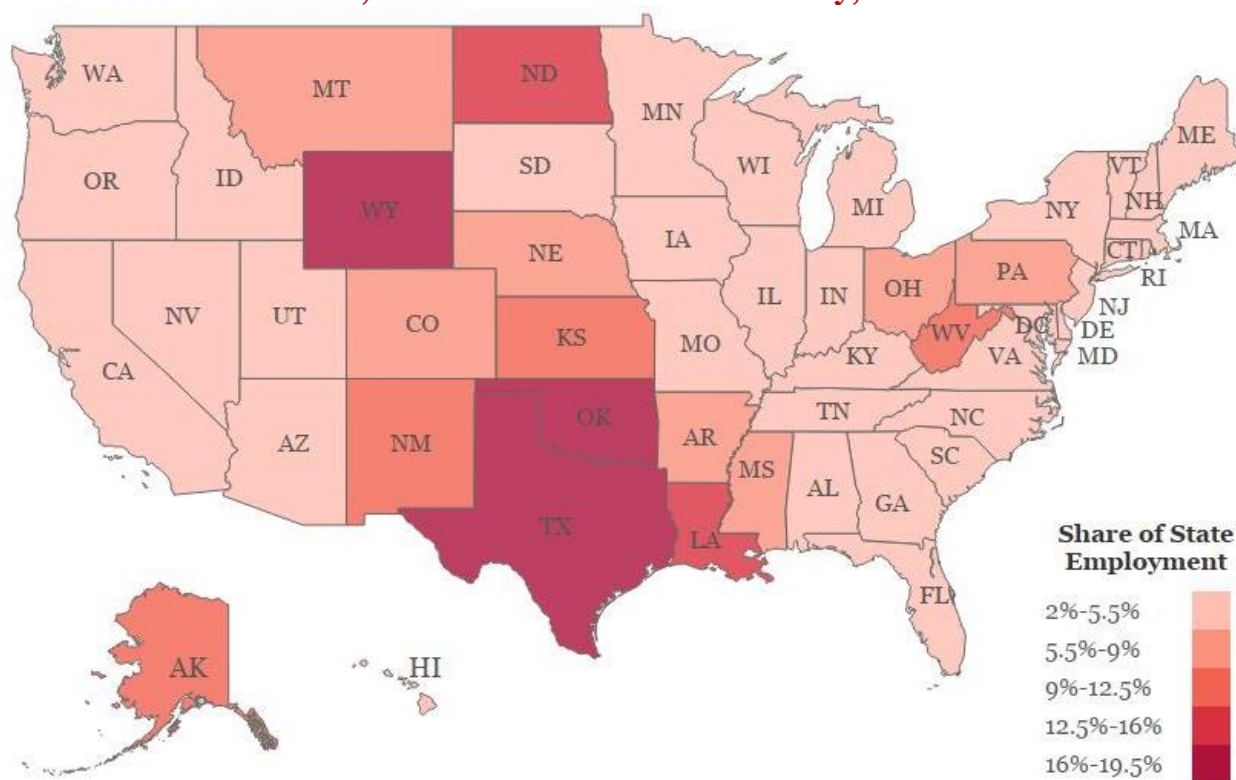 WA
MT
ND
MN
ME
OR
ID
SD
WI
VT
NH
WY
MI
NY
MA
IA
NE
CT
RI
PA
NV
UT
CO
IL
IN
OH
NJ
KS
MO
WV
DC
DE
CA
KY
VA
MD
OK
TN
NC
AZ
NM
AR
SC
MS
AL
GA
TX
LA
FL
AK
HI
Share of State
Employment
2%-5.5%
5.5%-9%
9%-12.5%
12.5%-16%
16%-19.5%